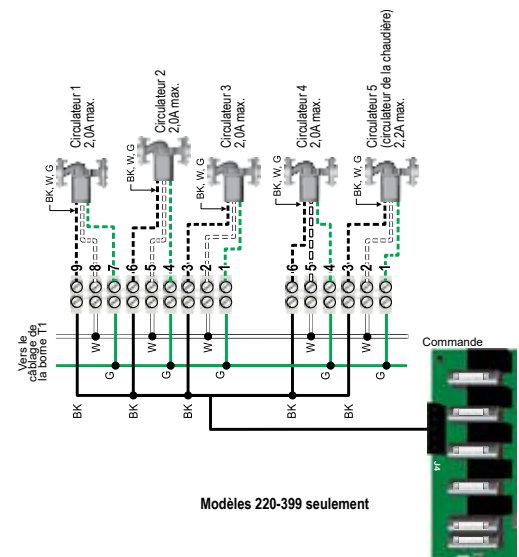 Circulateur 1
2,0A max.
Circulateur 2
2,0A max.
Circulateur 3
2,0A max.
Circulateur 4
2,0A max.
Circulateur 5
(circulateur de la chaudière)
2,2A max.
BK, W, G
BK, W, G
BK, W, G
BK, W, G
BK, W, G
9
8
7
6
5
4
3
2
1
6
5
4
3
2
1
Vers le
câblage de
la borne T1
W
W
W
W
W
G
G
G
G
G
BK
BK
BK
BK
BK
Commande
J4
Modèles 220-399 seulement